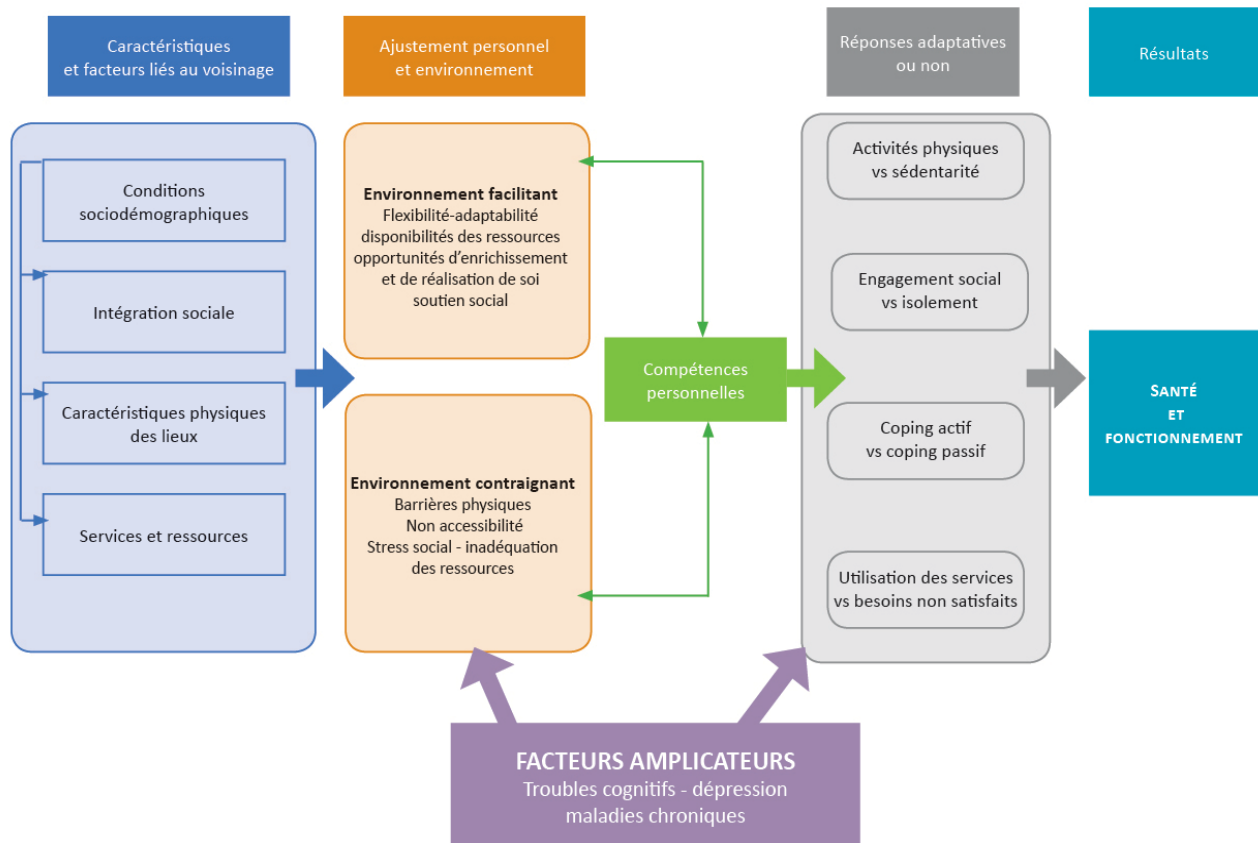 Caractéristiques
et facteurs liés au voisinage
Ajustement personnel
et environnement
Réponses adaptatives
ou non
Résultats
Conditions
sociodémographiques
Intégration sociale
Caractéristiques physiques
des lieux
Services et ressources
Environnement facilitant
Flexibilité-adaptabilité
disponibilités des ressources
opportunités d'enrichissement
et de réalisation de soi
soutien social
Environnement contraignant
Barrières physiques
Non accessibilité
Stress social - inadéquation
des ressources
Compétences
personnelles
Activités physiques
vs sédentarité
Engagement social
vs isolement
Coping actif
vs coping passif
Utilisation des services
vs besoins non satisfaits
SANTÉ
ET
FONCTIONNEMENT
FACTEURS AMPLICATEURS
Troubles cognitifs - dépression
maladies chroniques